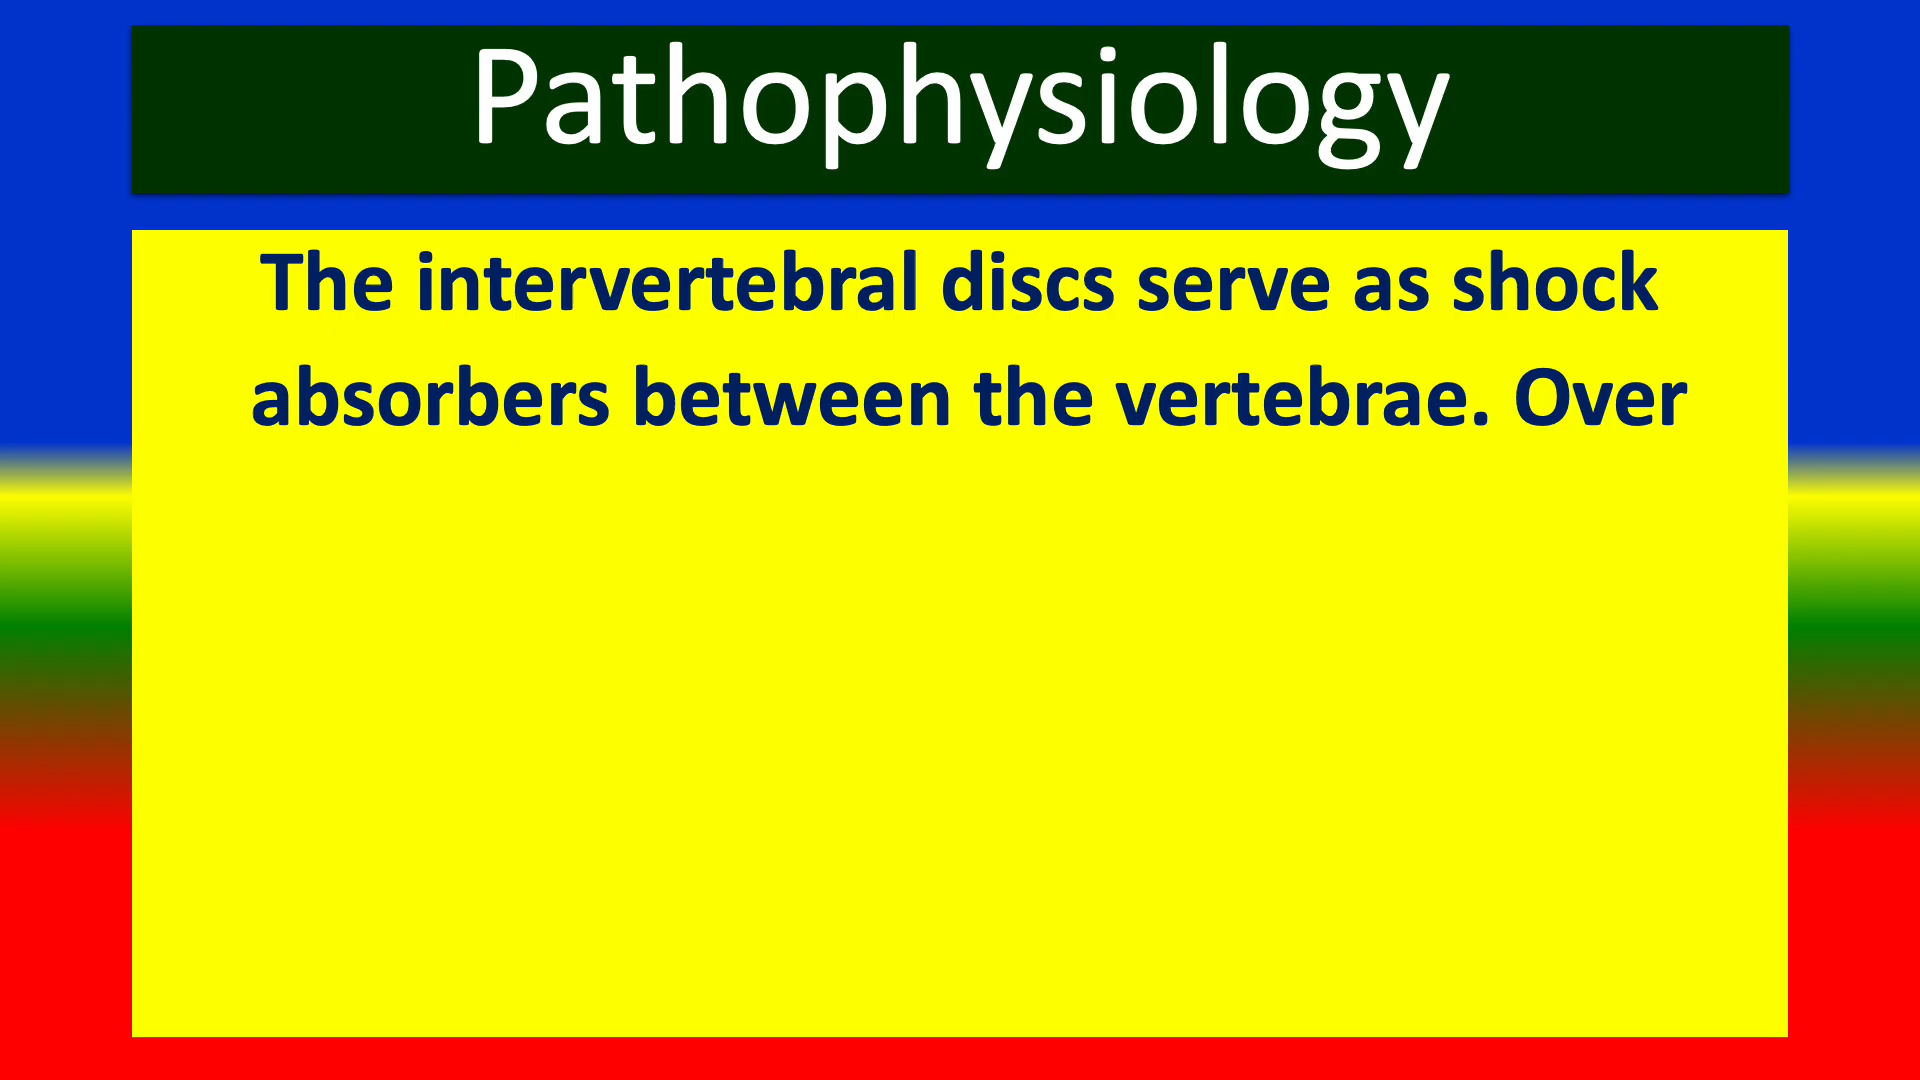 Pathophysiology
The intervertebral discs serve as shock
absorbers between the vertebrae. Over